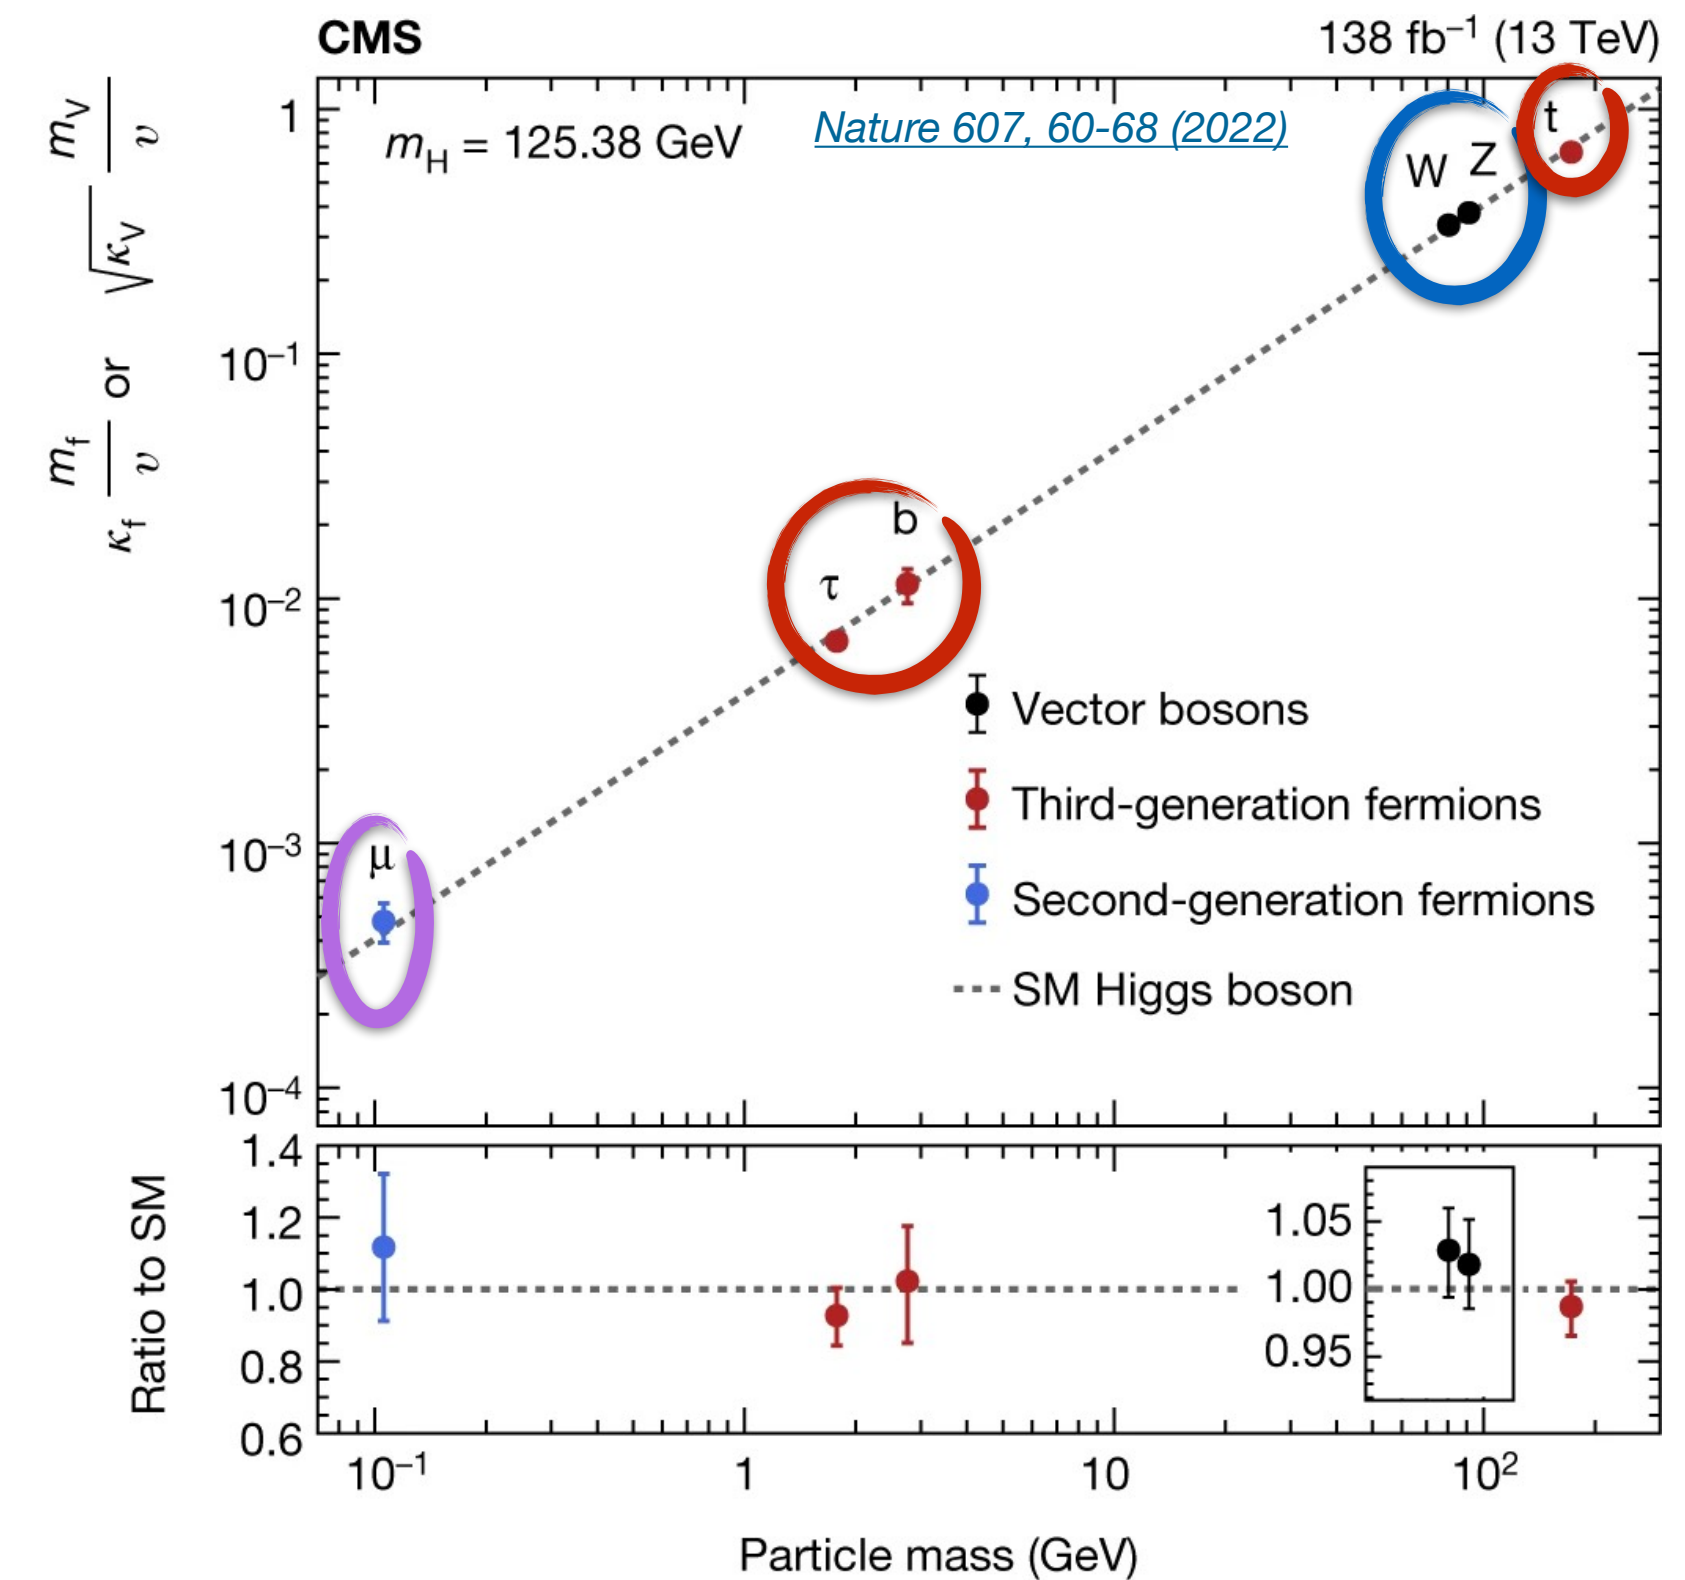 CMS
138 fb⁻¹ (13 TeV)
κ_f m_f/υ or √κ_V m_V/υ
m_H = 125.38 GeV
Nature 607, 60-68 (2022)
1
10⁻¹
10⁻²
10⁻³
10⁻⁴
t
W Z
b
τ
μ
Vector bosons
Third-generation fermions
Second-generation fermions
SM Higgs boson
Ratio to SM
1.4
1.2
1.0
0.8
0.6
1.05
1.00
0.95
10⁻¹ 1 10 10²
Particle mass (GeV)